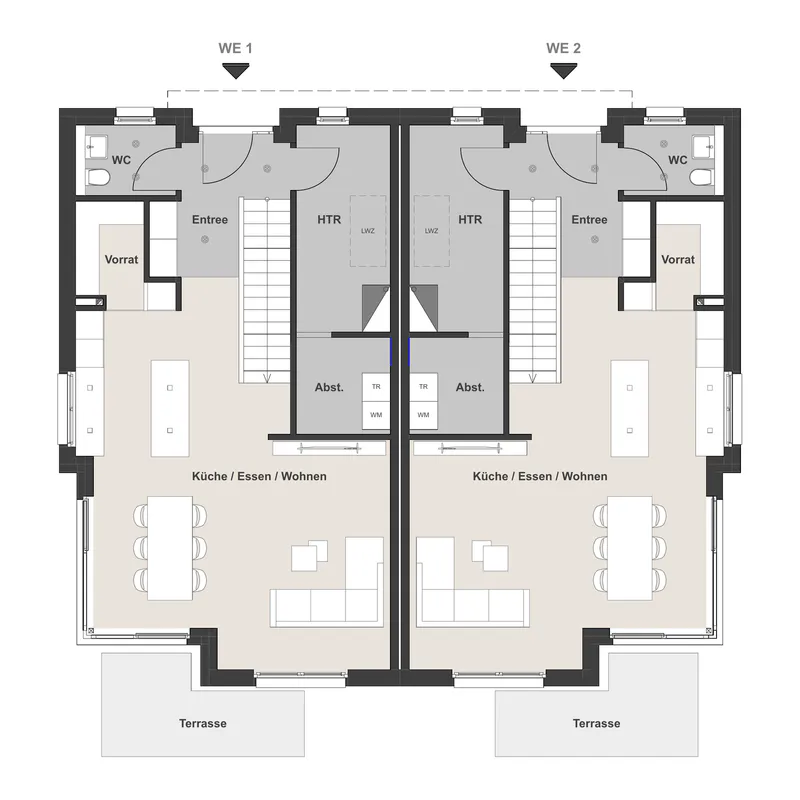 WE 1 WE 2
WC WC
Entree HTR HTR Entree
LWZ LWZ
Vorrat Vorrat
Abst. TR TR Abst.
WM WM
Küche / Essen / Wohnen Küche / Essen / Wohnen
Terrasse Terrasse